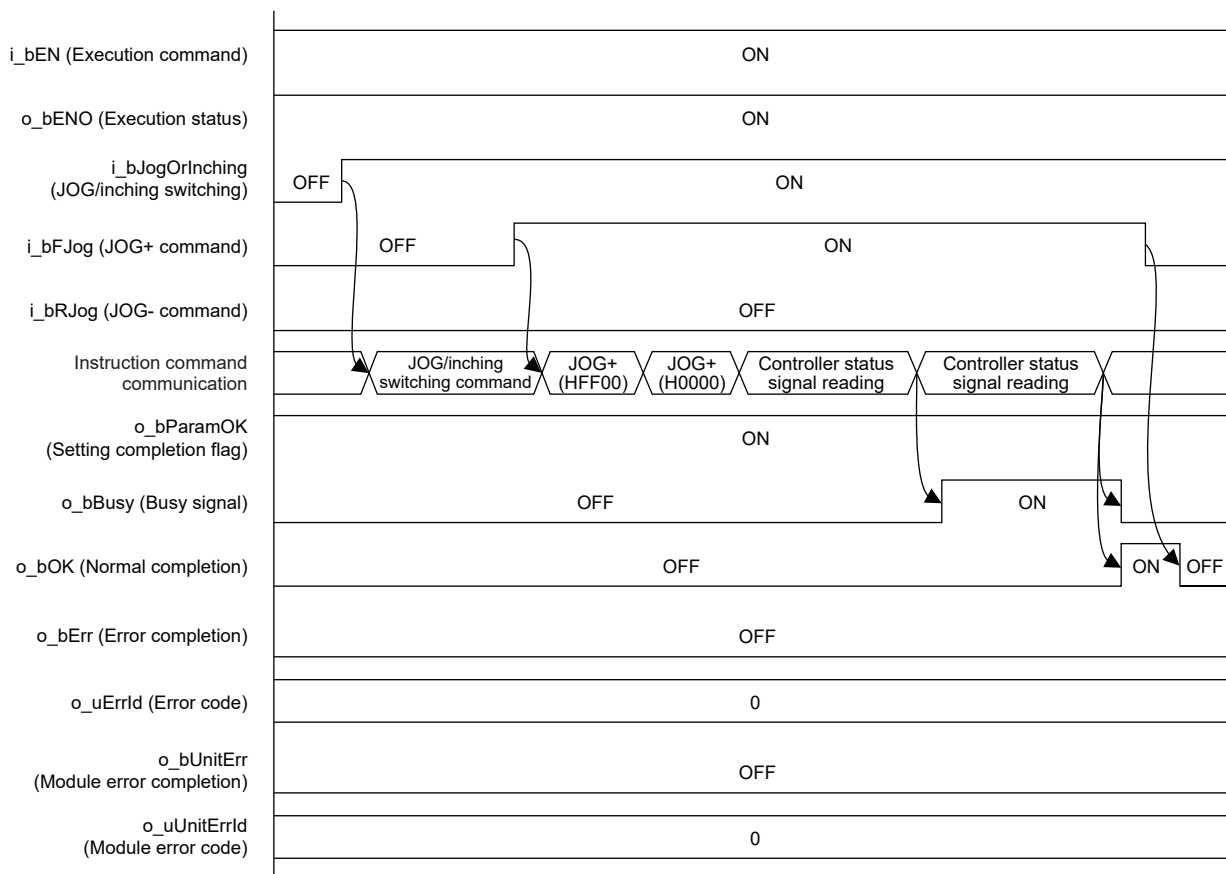 i_bEN (Execution command)
ON
o_bENO (Execution status)
ON
i_bJogOrInching
(JOG/inching switching)
OFF
ON
i_bFJog (JOG+ command)
OFF
ON
i_bRJog (JOG- command)
OFF
Instruction command
communication
JOG/inching
switching command
JOG+
(HFF00)
JOG+
(H0000)
Controller status
signal reading
Controller status
signal reading
o_bParamOK
(Setting completion flag)
ON
o_bBusy (Busy signal)
OFF
ON
o_bOK (Normal completion)
OFF
ON
OFF
o_bErr (Error completion)
OFF
o_uErrId (Error code)
0
o_bUnitErr
(Module error completion)
OFF
o_uUnitErrId
(Module error code)
0